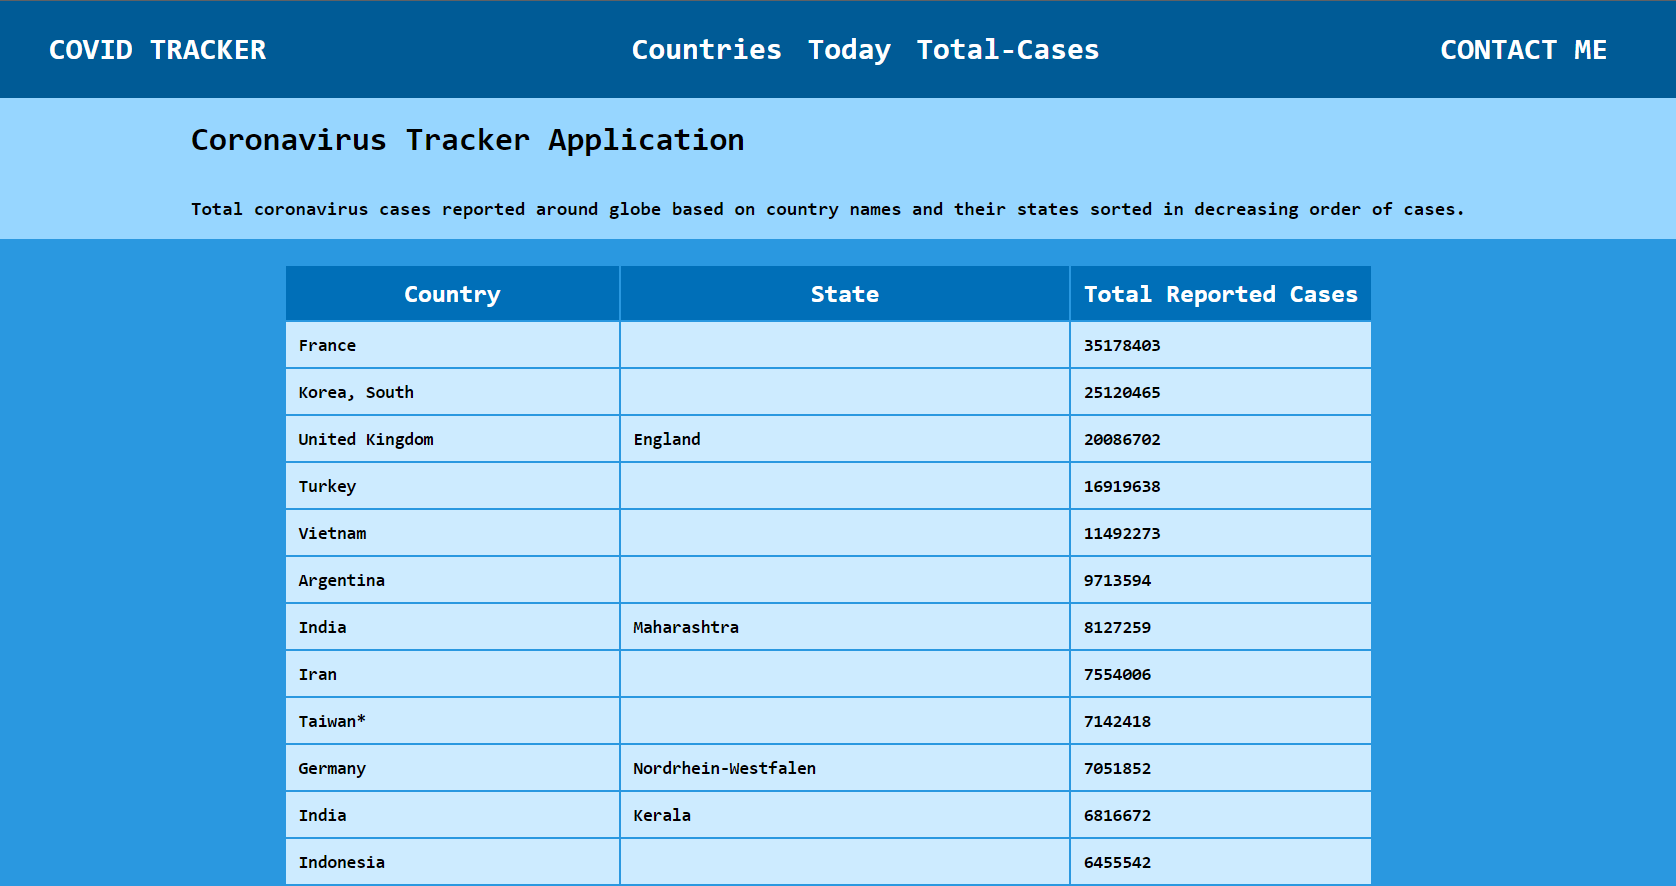 COVID TRACKER Countries Today Total-Cases CONTACT ME
Coronavirus Tracker Application
Total coronavirus cases reported around globe based on country names and their states sorted in decreasing order of cases.
Country State Total Reported Cases
France 35178403
Korea, South 25120465
United Kingdom England 20086702
Turkey 16919638
Vietnam 11492273
Argentina 9713594
India Maharashtra 8127259
Iran 7554006
Taiwan* 7142418
Germany Nordrhein-Westfalen 7051852
India Kerala 6816672
Indonesia 6455542